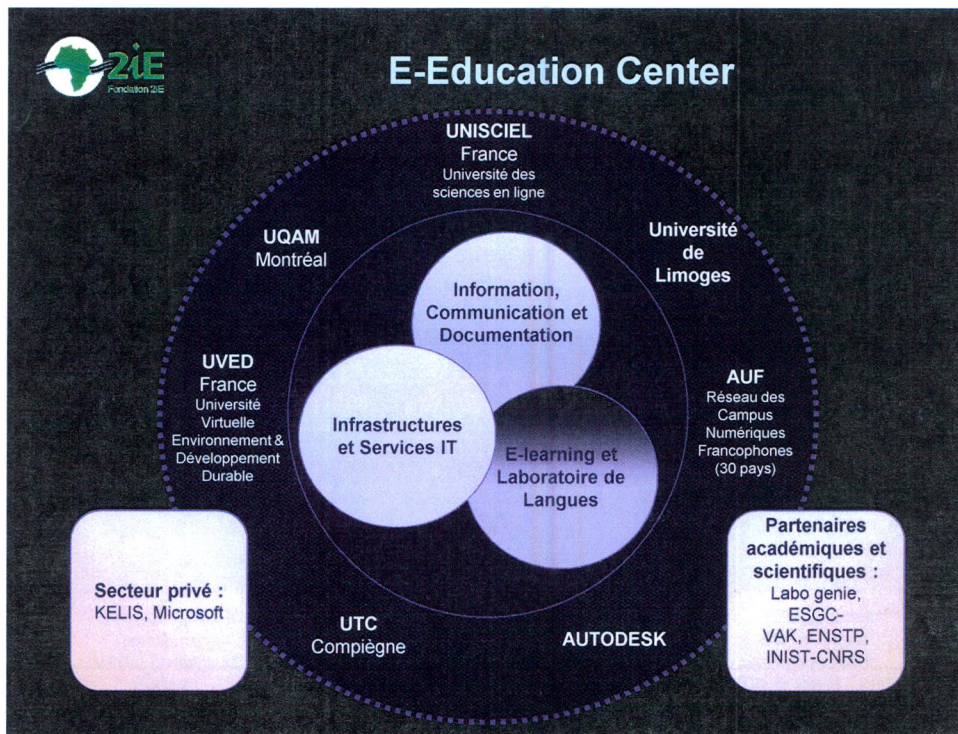 2iE
Fondation 2iE
E-Education Center
UNISCIEL
France
Université des
sciences en ligne
UQAM
Montréal
Université
de
Limoges
Information,
Communication et
Documentation
UVED
France
Université
Virtuelle
Environnement &
Développement
Durable
Infrastructures
et Services IT
E-learning et
Laboratoire de
Langues
AUF
Réseau des
Campus
Numériques
Francophones
(30 pays)
Secteur privé :
KELIS, Microsoft
UTC
Compiègne
AUTODESK
Partenaires
académiques et
scientifiques :
Labo genie,
ESGC-
VAK, ENSTP,
INIST-CNRS